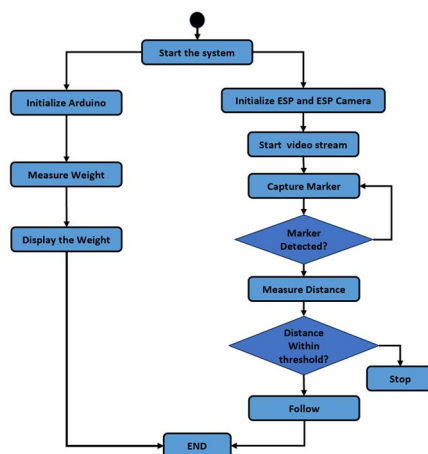 Start the system
Initialize Arduino
Initialize ESP and ESP Camera
Start video stream
Measure Weight
Capture Marker
Display the Weight
Marker
Detected?
Measure Distance
Distance
Within
threshold?
Stop
Follow
END